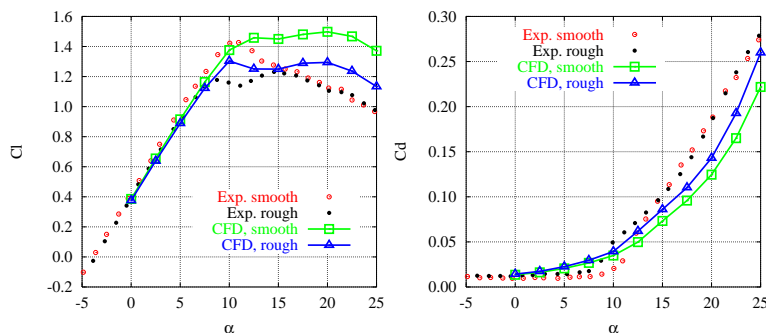 1.6
1.4
1.2
1.0
0.8
0.6
0.4
0.2
0.0
-0.2
Cl
-5 0 5 10 15 20 25
α
Exp. smooth
Exp. rough
CFD, smooth
CFD, rough
0.30
0.25
0.20
0.15
0.10
0.05
0.00
Cd
-5 0 5 10 15 20 25
α
Exp. smooth
Exp. rough
CFD, smooth
CFD, rough